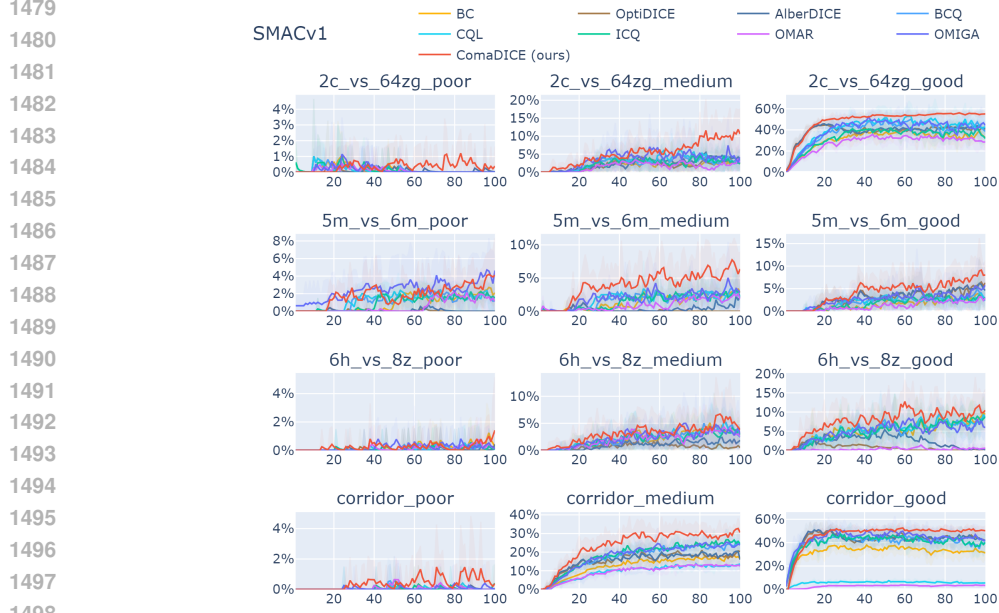 1479
1480
1481
1482
1483
1484
1485
1486
1487
1488
1489
1490
1491
1492
1493
1494
1495
1496
1497
1498
SMACv1
BC OptiDICE AlberDICE BCQ
CQL ICQ OMAR OMIGA
ComaDICE (ours)
2c_vs_64zg_poor 2c_vs_64zg_medium 2c_vs_64zg_good
4% 3% 2% 1% 0%
20% 15% 10% 5% 0%
60% 40% 20% 0%
20 40 60 80 100 20 40 60 80 100 20 40 60 80 100
5m_vs_6m_poor 5m_vs_6m_medium 5m_vs_6m_good
8% 6% 4% 2% 0%
10% 5% 0%
15% 10% 5% 0%
20 40 60 80 100 20 40 60 80 100 20 40 60 80 100
6h_vs_8z_poor 6h_vs_8z_medium 6h_vs_8z_good
4% 2% 0%
10% 5% 0%
20% 15% 10% 5% 0%
20 40 60 80 100 20 40 60 80 100 20 40 60 80 100
corridor_poor corridor_medium corridor_good
4% 2% 0%
40% 30% 20% 10% 0%
60% 40% 20% 0%
20 40 60 80 100 20 40 60 80 100 20 40 60 80 100